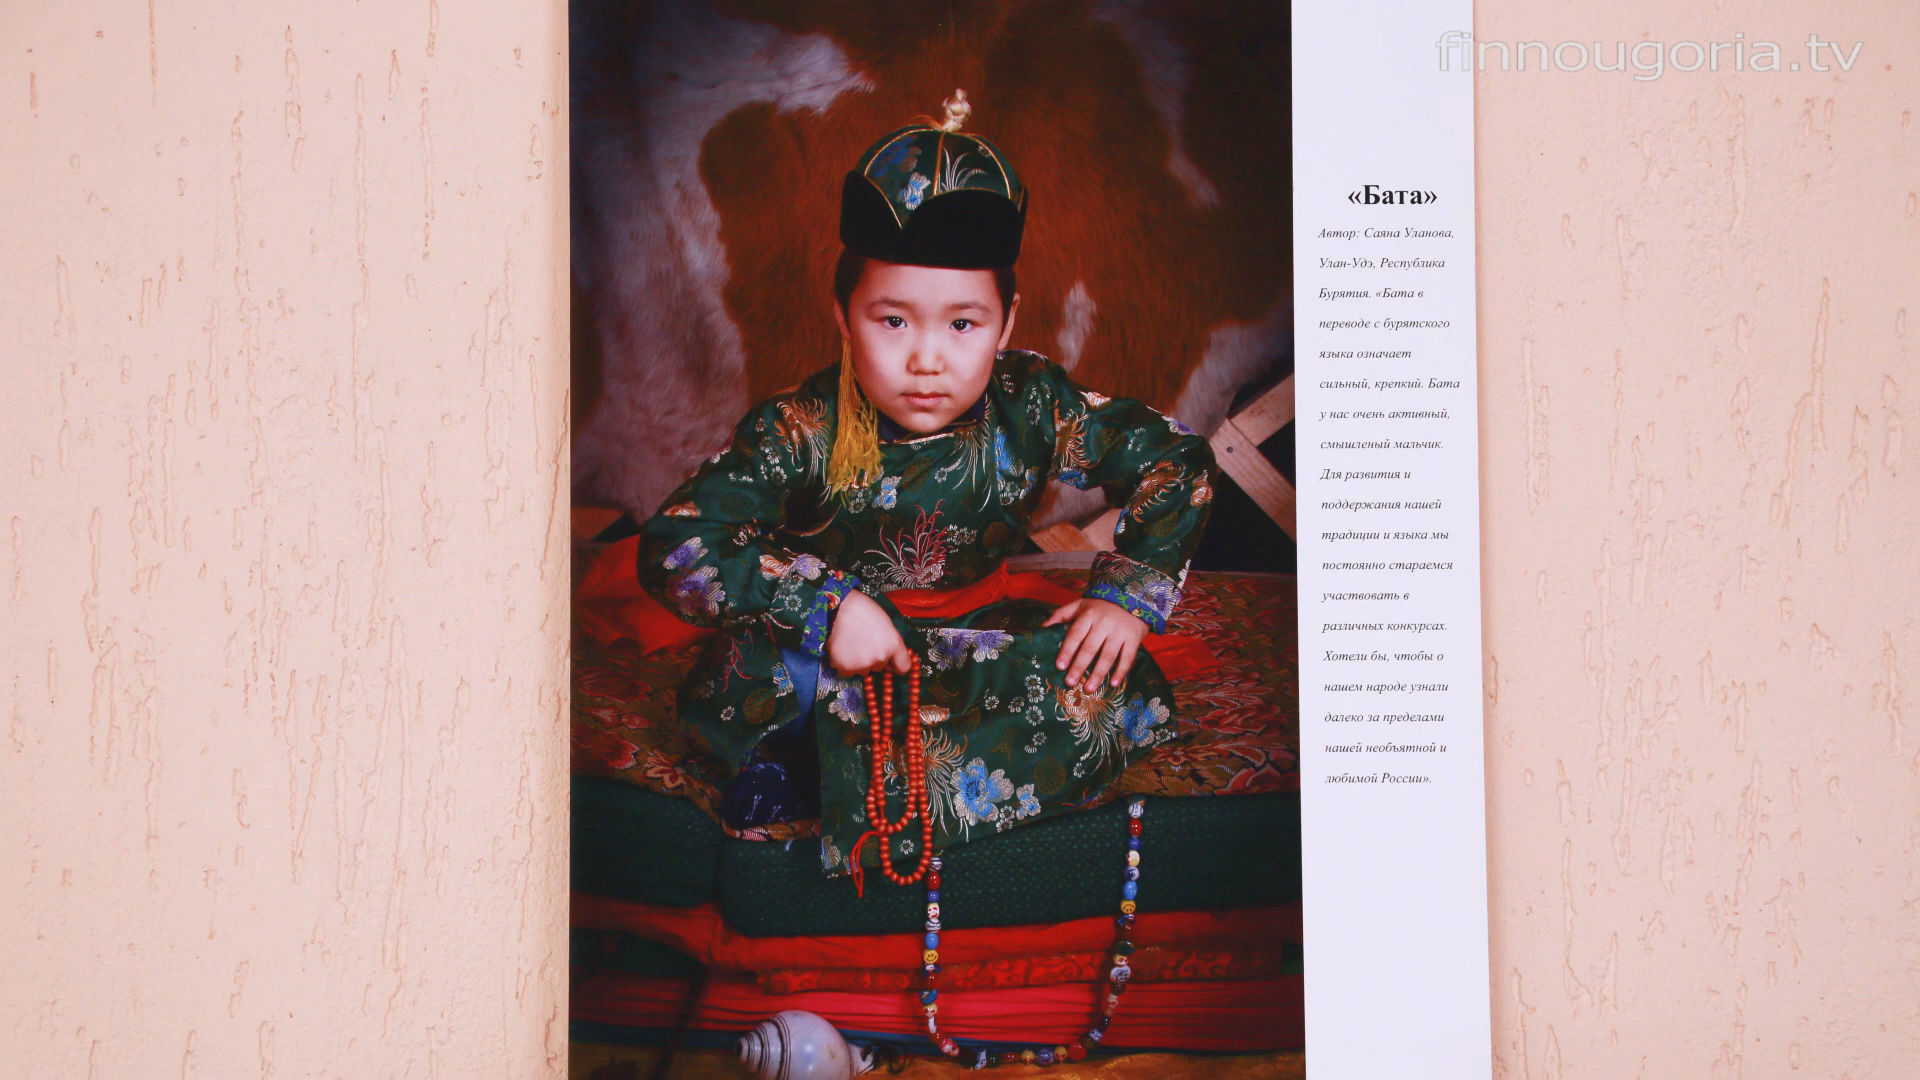 finnougoria.tv
«Бата»
Автор: Саяна Уланова,
Улан-Удэ, Республика
Бурятия. «Бата в
переводе с бурятского
языка означает
сильный, крепкий. Бата
у нас очень активный,
смышленый мальчик.
Для развития и
поддержания нашей
традиции и языка мы
постоянно стараемся
участвовать в
различных конкурсах.
Хотели бы, чтобы о
нашем народе узнали
далеко за пределами
нашей необъятной и
любимой России».